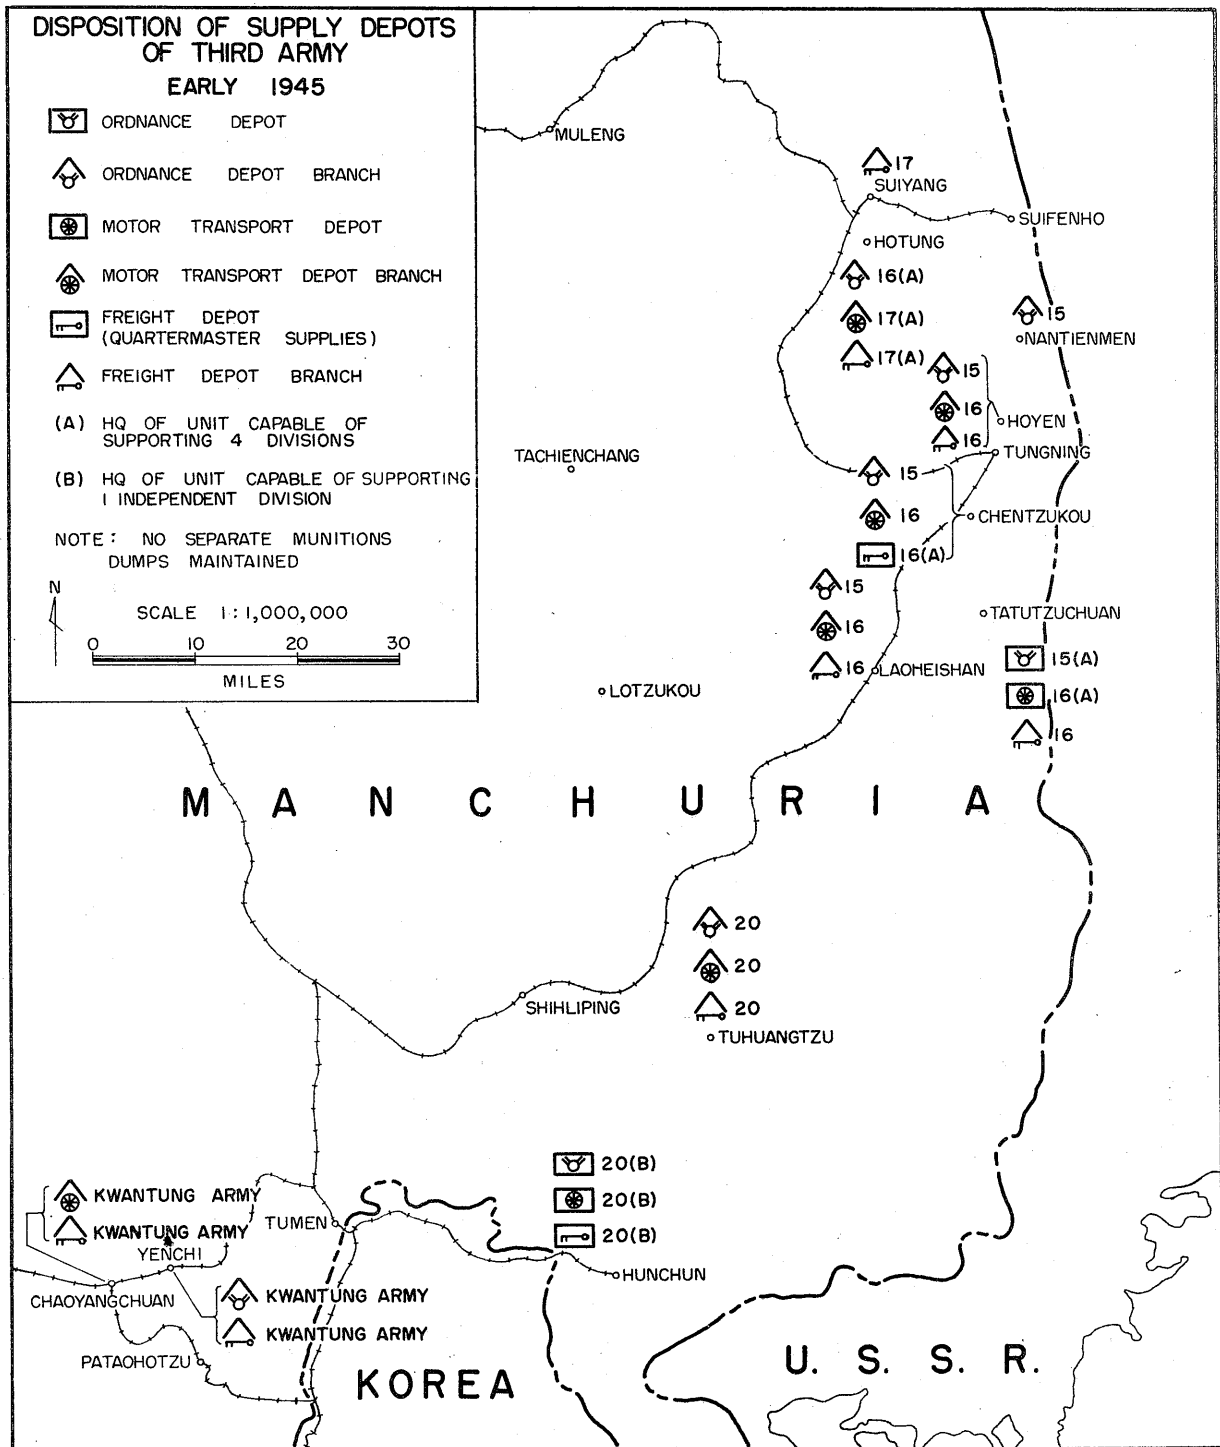 DISPOSITION OF SUPPLY DEPOTS
OF THIRD ARMY
EARLY 1945
ORDNANCE DEPOT
ORDNANCE DEPOT BRANCH
MOTOR TRANSPORT DEPOT
MOTOR TRANSPORT DEPOT BRANCH
FREIGHT DEPOT
(QUARTERMASTER SUPPLIES)
FREIGHT DEPOT BRANCH
(A) HQ OF UNIT CAPABLE OF
SUPPORTING 4 DIVISIONS
(B) HQ OF UNIT CAPABLE OF SUPPORTING
1 INDEPENDENT DIVISION
NOTE: NO SEPARATE MUNITIONS
DUMPS MAINTAINED
N
SCALE 1:1,000,000
0 10 20 30
MILES
MULENG
17
SUIYANG
SUIFENHO
HOTUNG
16(A)
17(A)
17(A)
15
NANTIENMEN
15
16
16
HOYEN
TUNGNING
TACHIENCHANG
15
16
16(A)
CHENTZUKOU
15
16
16
LAOHEISHAN
TATUTZUCHUAN
15(A)
16(A)
16
LOTZUKOU
MANCHURIA
20
20
20
TUHUANGTZU
SHIHLIPING
20(B)
20(B)
20(B)
HUNCHUN
KWANTUNG ARMY
KWANTUNG ARMY
TUMEN
YENCHI
CHAOYANGCHUAN
KWANTUNG ARMY
KWANTUNG ARMY
PATAOHOTZU
KOREA
U. S. S. R.